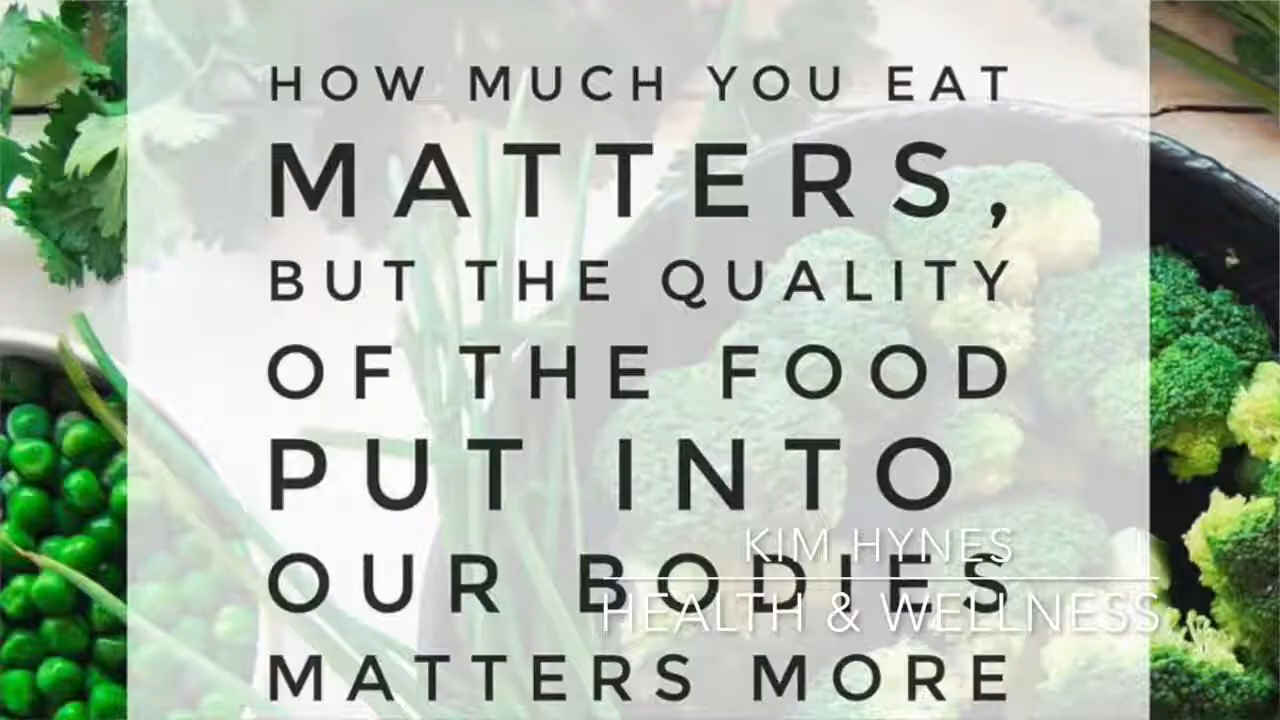 HOW MUCH YOU EAT
MATTERS,
BUT THE QUALITY
OF THE FOOD
PUT INTO
OUR BODIES
MATTERS MORE
KIM HYNES
HEALTH & WELLNESS